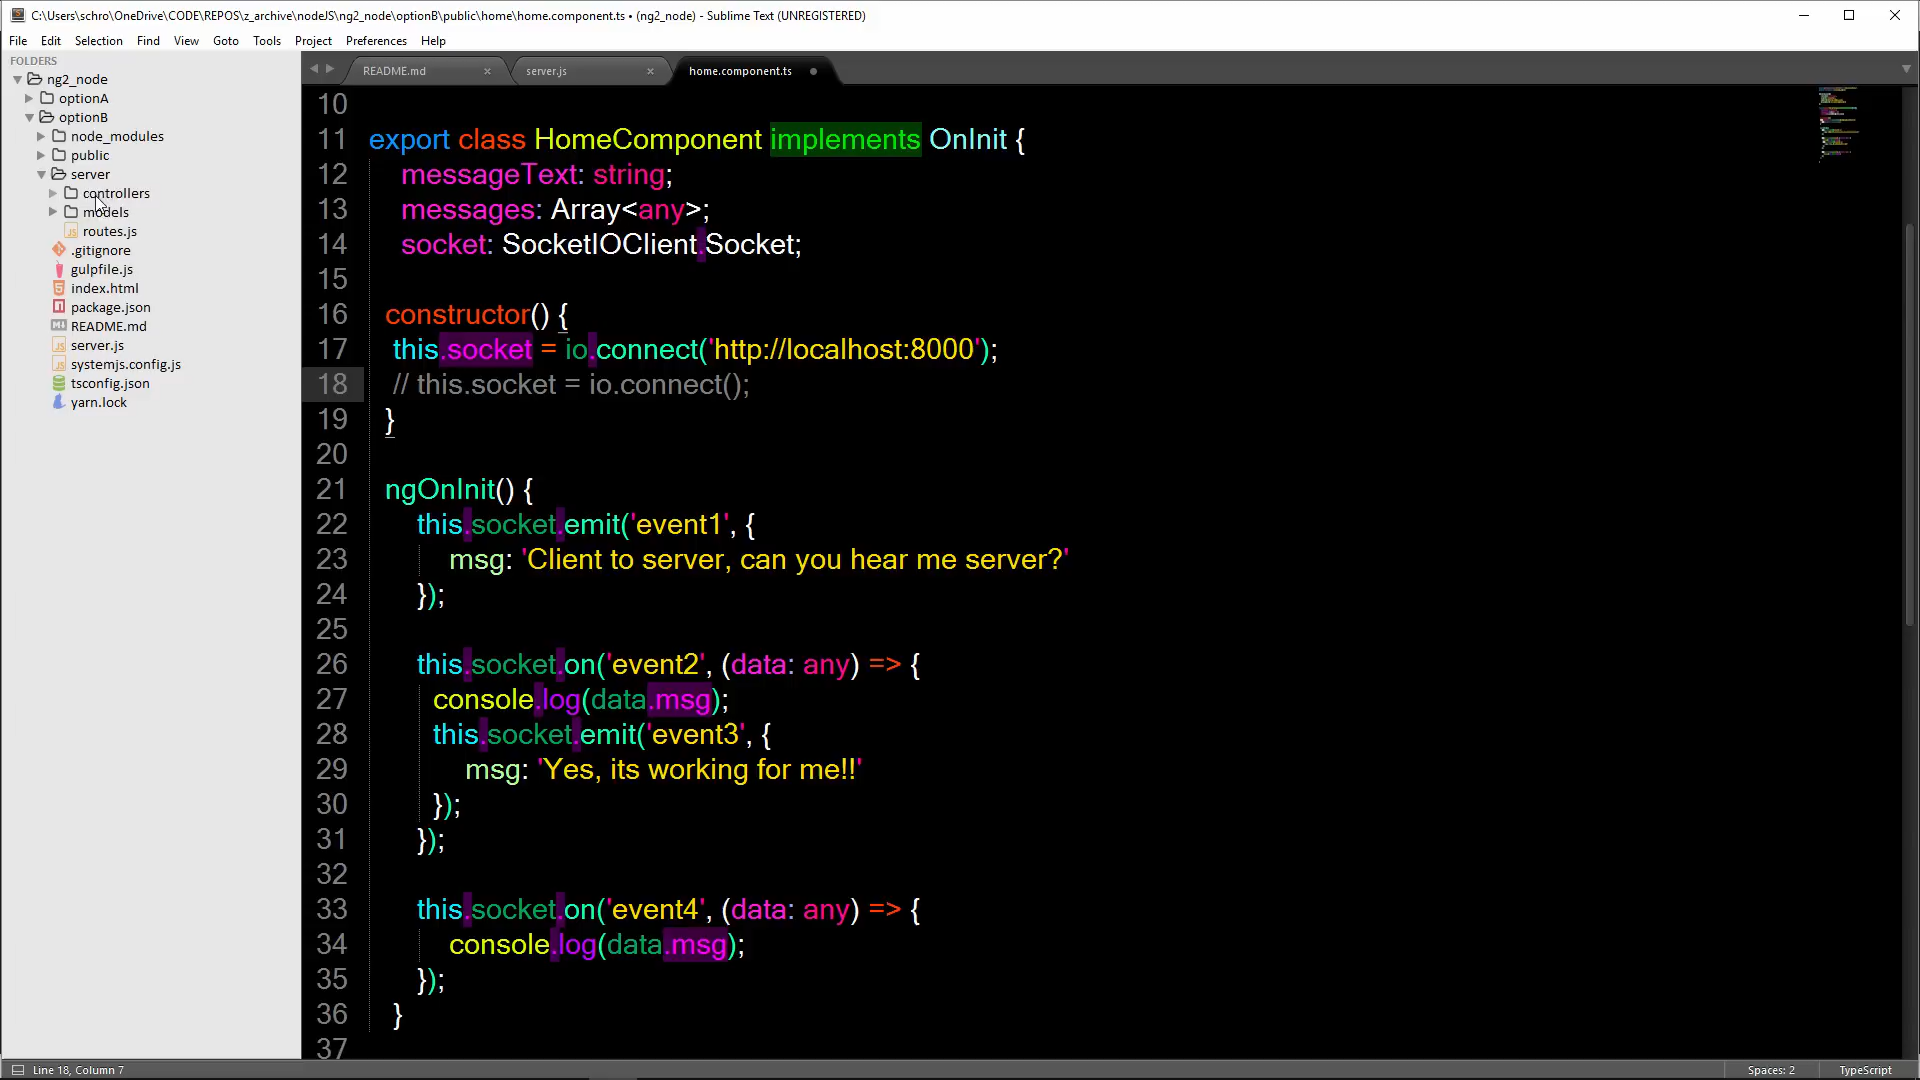 C:\Users\schro\OneDrive\CODE\REPOS\z_archive\nodeJS\ng2_node\optionB\public\home\home.component.ts • (ng2_node) - Sublime Text (UNREGISTERED)
File Edit Selection Find View Goto Tools Project Preferences Help
FOLDERS
ng2_node
optionA
optionB
node_modules
public
server
controllers
models
routes.js
.gitignore
gulpfile.js
index.html
package.json
README.md
server.js
systemjs.config.js
tsconfig.json
yarn.lock
README.md server.js home.component.ts
10
11 export class HomeComponent implements OnInit {
12 messageText: string;
13 messages: Array<any>;
14 socket: SocketIOClient.Socket;
15
16 constructor() {
17 this.socket = io.connect('http://localhost:8000');
18 // this.socket = io.connect();
19 }
20
21 ngOnInit() {
22 this.socket.emit('event1', {
23 msg: 'Client to server, can you hear me server?'
24 });
25
26 this.socket.on('event2', (data: any) => {
27 console.log(data.msg);
28 this.socket.emit('event3', {
29 msg: 'Yes, its working for me!!'
30 });
31 });
32
33 this.socket.on('event4', (data: any) => {
34 console.log(data.msg);
35 });
36 }
37
Line 18, Column 7 Spaces: 2 TypeScript